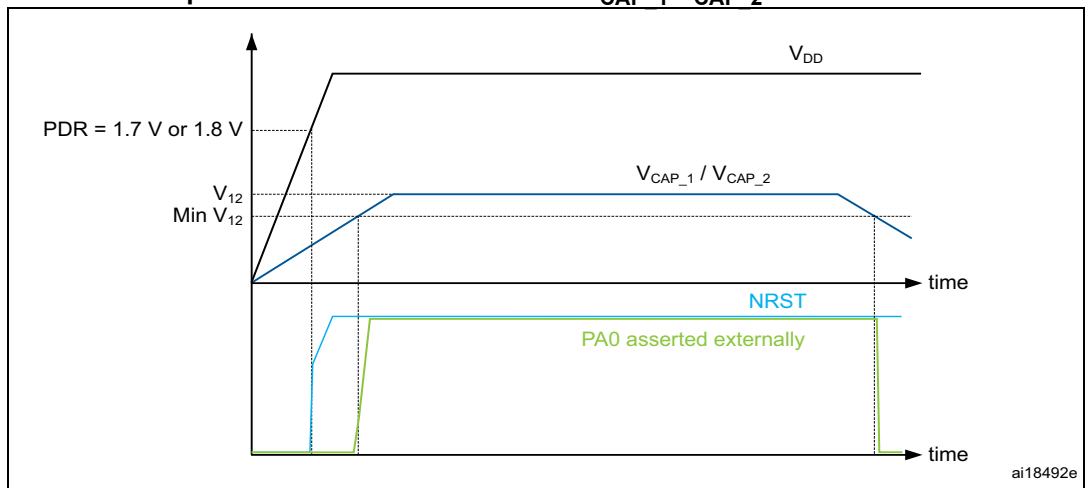 V_DD
PDR = 1.7 V or 1.8 V
V_CAP_1 / V_CAP_2
V_12
Min V_12
time
NRST
PA0 asserted externally
time
ai18492e